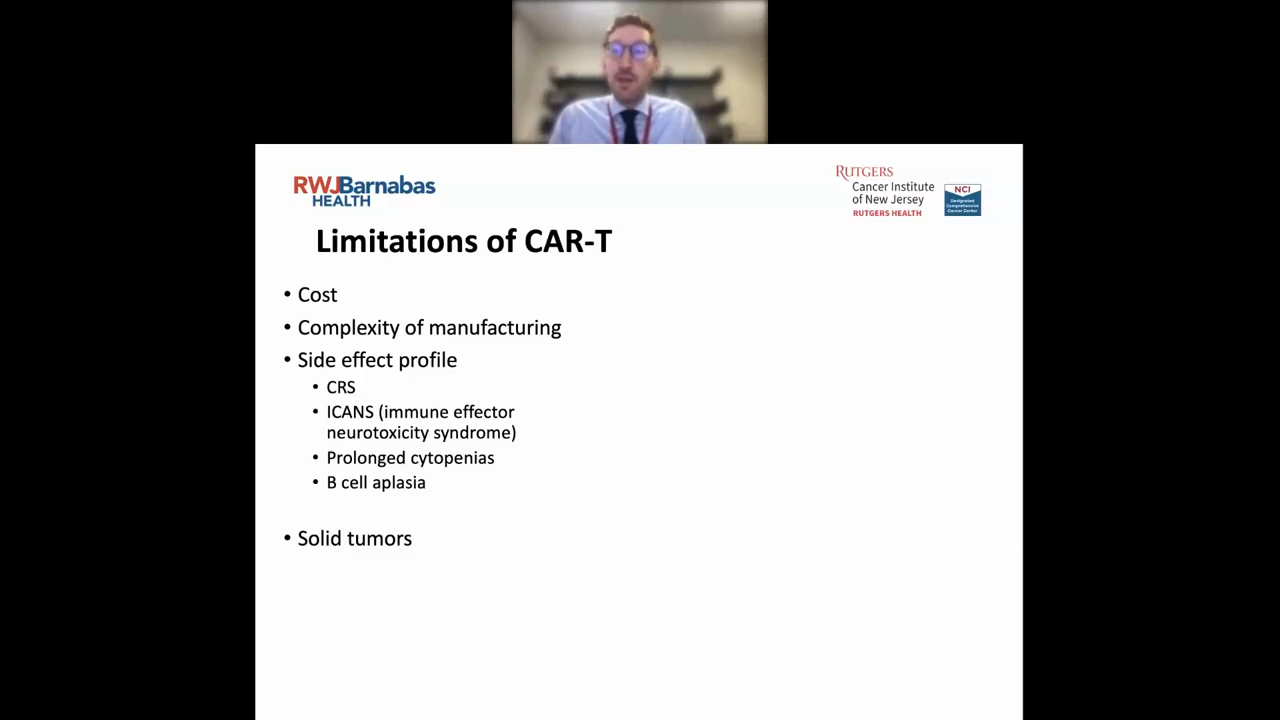 RWJBarnabas
HEALTH
RUTGERS
Cancer Institute
of New Jersey
RUTGERS HEALTH
NCI
Designated
Comprehensive
Cancer Center
Limitations of CAR-T
• Cost
• Complexity of manufacturing
• Side effect profile
• CRS
• ICANS (immune effector
neurotoxicity syndrome)
• Prolonged cytopenias
• B cell aplasia
• Solid tumors